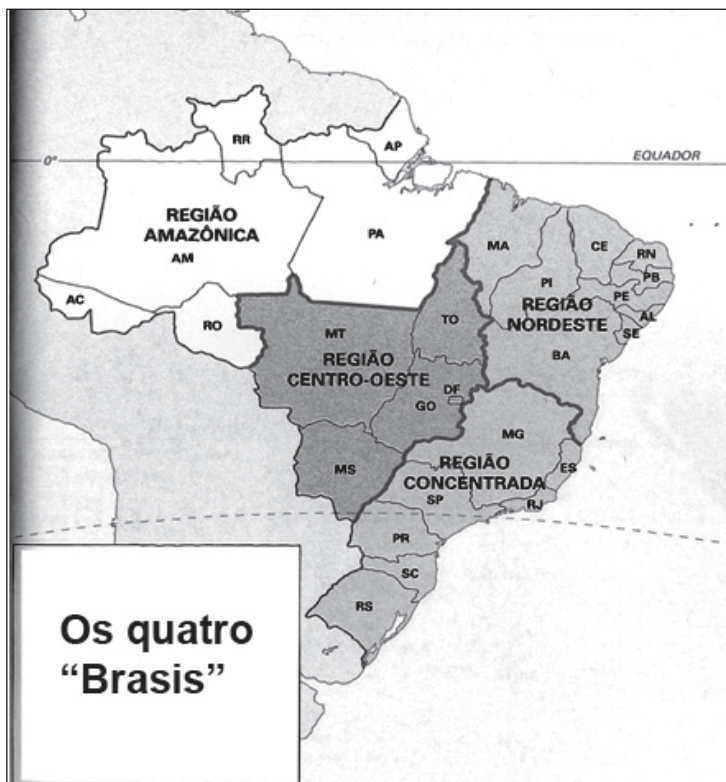 RR
AP
0°
EQUADOR
REGIÃO
AMAZÔNICA
AM
PA
MA
CE
RN
PB
PI
PE
AL
SE
REGIÃO
NORDESTE
AC
RO
MT
TO
BA
REGIÃO
CENTRO-OESTE
DF
GO
MG
MS
REGIÃO
CONCENTRADA
ES
SP
RJ
PR
SC
RS
Os quatro
“Brasis”